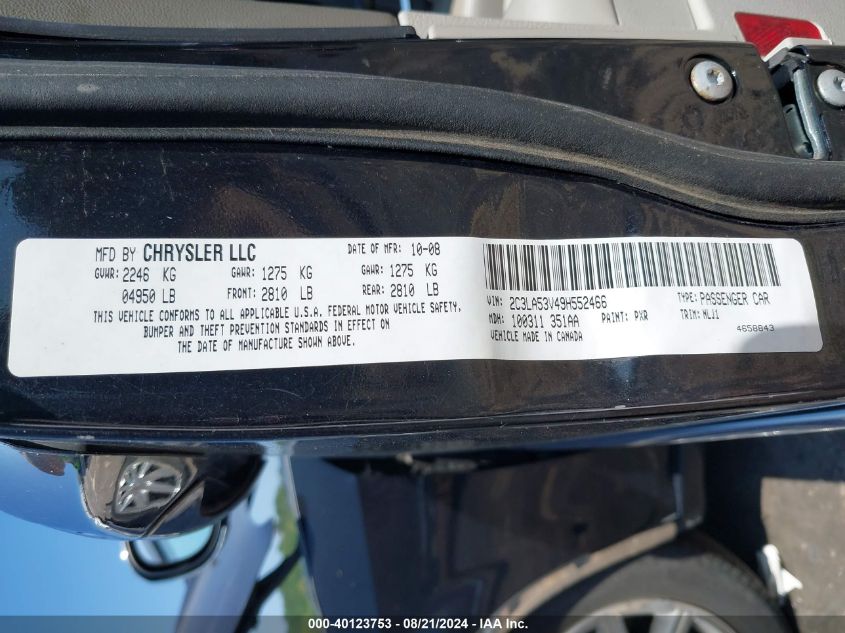 MFD BY CHRYSLER LLC DATE OF MFR: 10-08
GVWR: 2246 KG GAWR: 1275 KG GAWR: 1275 KG
04950 LB FRONT: 2810 LB REAR: 2810 LB
THIS VEHICLE CONFORMS TO ALL APPLICABLE U.S.A. FEDERAL MOTOR VEHICLE SAFETY,
BUMPER AND THEFT PREVENTION STANDARDS IN EFFECT ON
THE DATE OF MANUFACTURE SHOWN ABOVE.
VIN: 2C3LA53V49H552466 TYPE: PASSENGER CAR
MDH: 100311 351AA PAINT: PXR TRIM: WLJ1
VEHICLE MADE IN CANADA 4658843
000-40123753 - 08/21/2024 - IAA Inc.